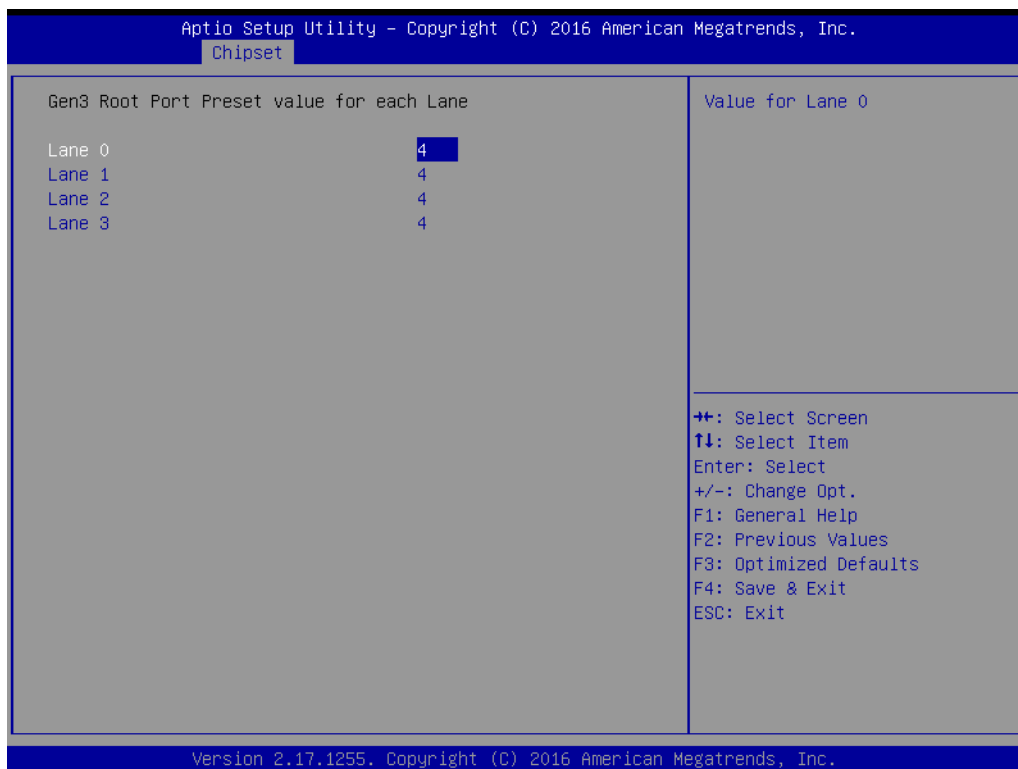 Aptio Setup Utility – Copyright (C) 2016 American Megatrends, Inc.
Chipset
Gen3 Root Port Preset value for each Lane
Lane 0 4
Lane 1 4
Lane 2 4
Lane 3 4
Value for Lane 0
→←: Select Screen
↑↓: Select Item
Enter: Select
+/-: Change Opt.
F1: General Help
F2: Previous Values
F3: Optimized Defaults
F4: Save & Exit
ESC: Exit
Version 2.17.1255. Copyright (C) 2016 American Megatrends, Inc.